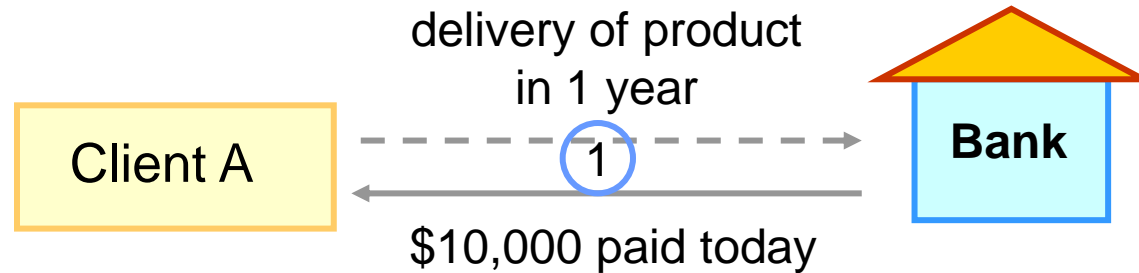 delivery of product
in 1 year
Client A
1
Bank
$10,000 paid today